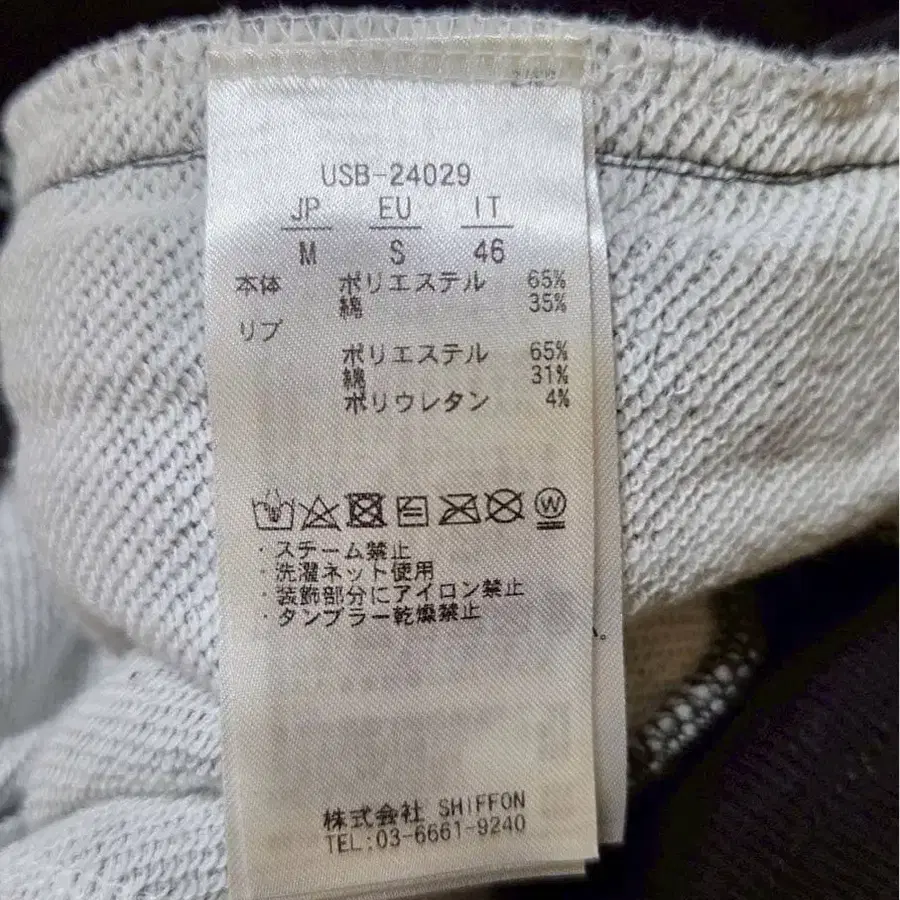 USB-24029
JP EU IT
M S 46
本体 ポリエステル 65%
綿 35%
リブ
ポリエステル 65%
綿 31%
ポリウレタン 4%
W
・スチーム禁止
・洗濯ネット使用
・装飾部分にアイロン禁止
・タンブラー乾燥禁止
株式会社 SHIFFON
TEL:03-6661-9240